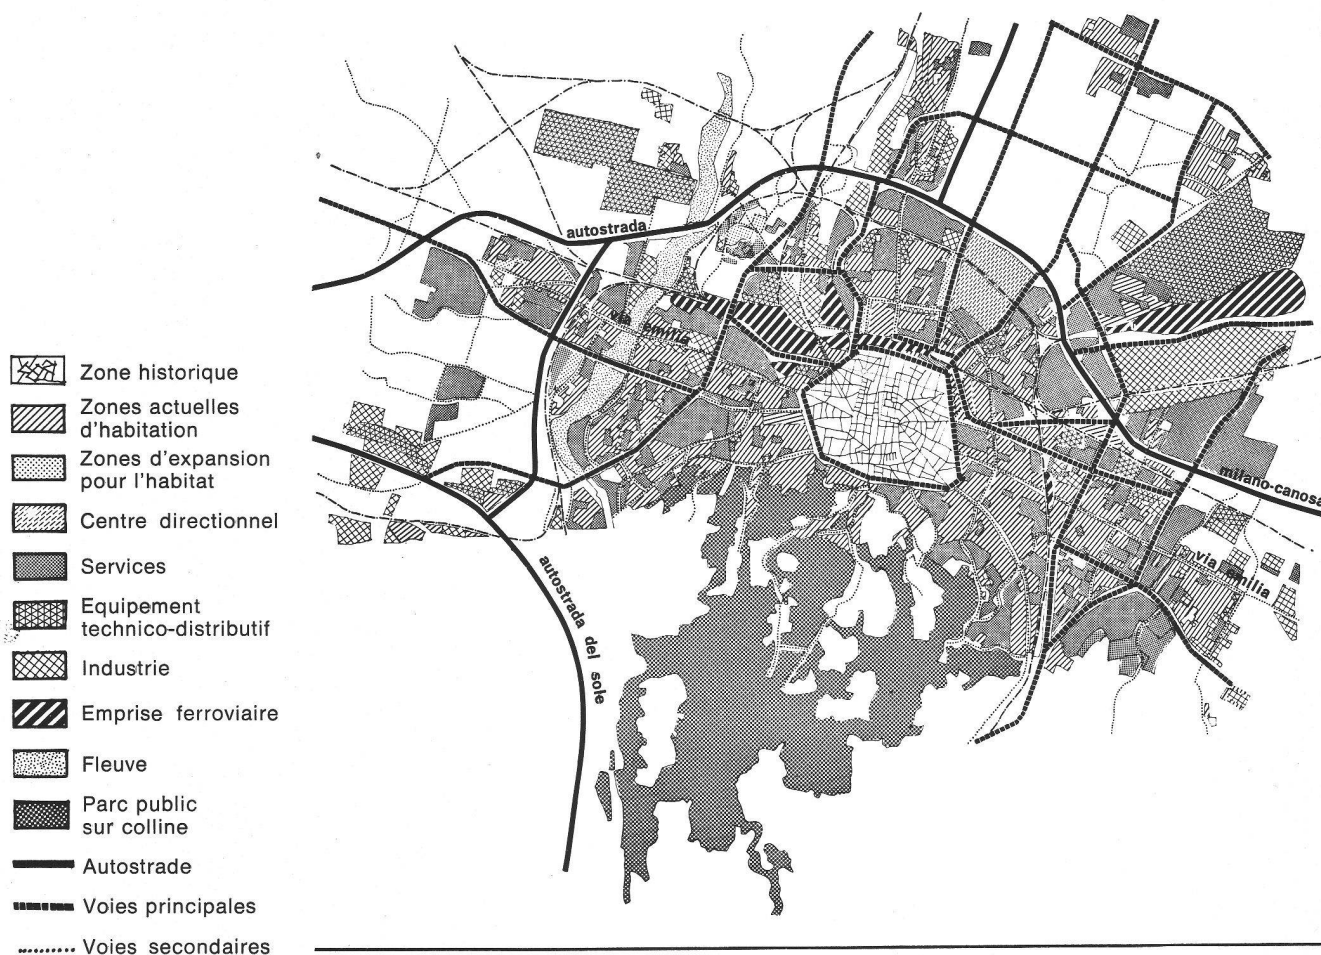 autostrada
via emilia
milano-canosa
via emilia
autostrada del sole
Zone historique
Zones actuelles
d'habitation
Zones d'expansion
pour l'habitat
Centre directionnel
Services
Equipement
technico-distributif
Industrie
Emprise ferroviaire
Fleuve
Parc public
sur colline
Autostrade
Voies principales
Voies secondaires